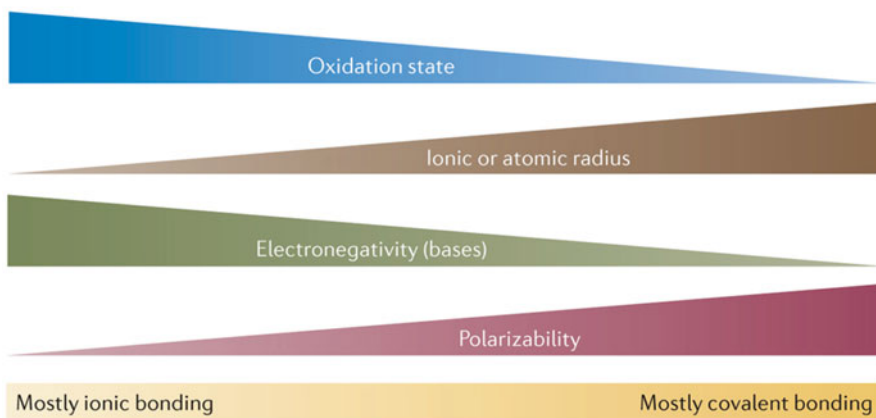 Oxidation state
Ionic or atomic radius
Electronegativity (bases)
Polarizability
Mostly ionic bonding Mostly covalent bonding